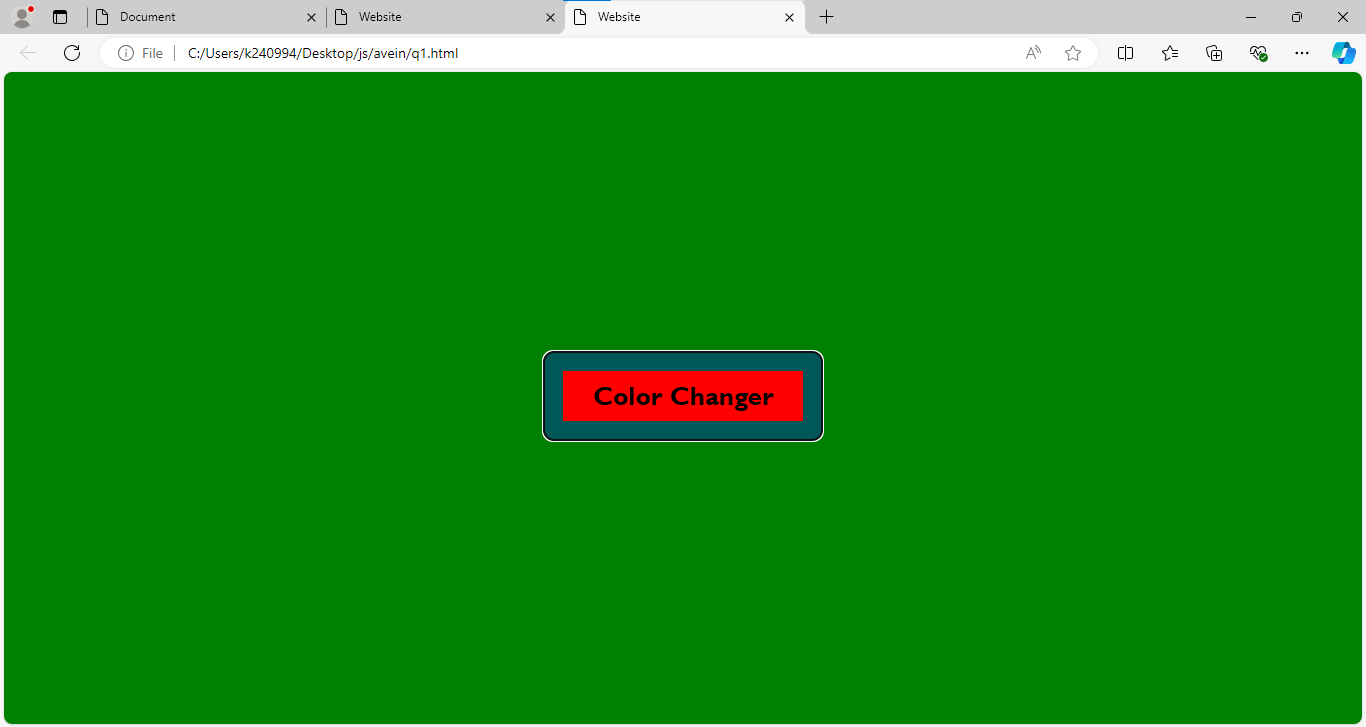 Document
Website
Website
File
C:/Users/k240994/Desktop/js/avein/q1.html
Color Changer